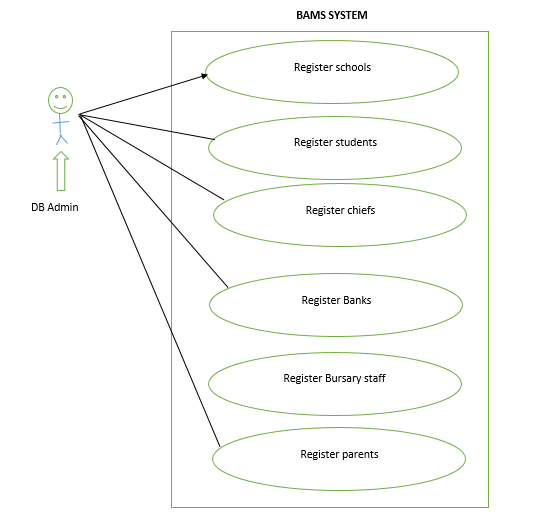 BAMS SYSTEM
Register schools
Register students
DB Admin
Register chiefs
Register Banks
Register Bursary staff
Register parents